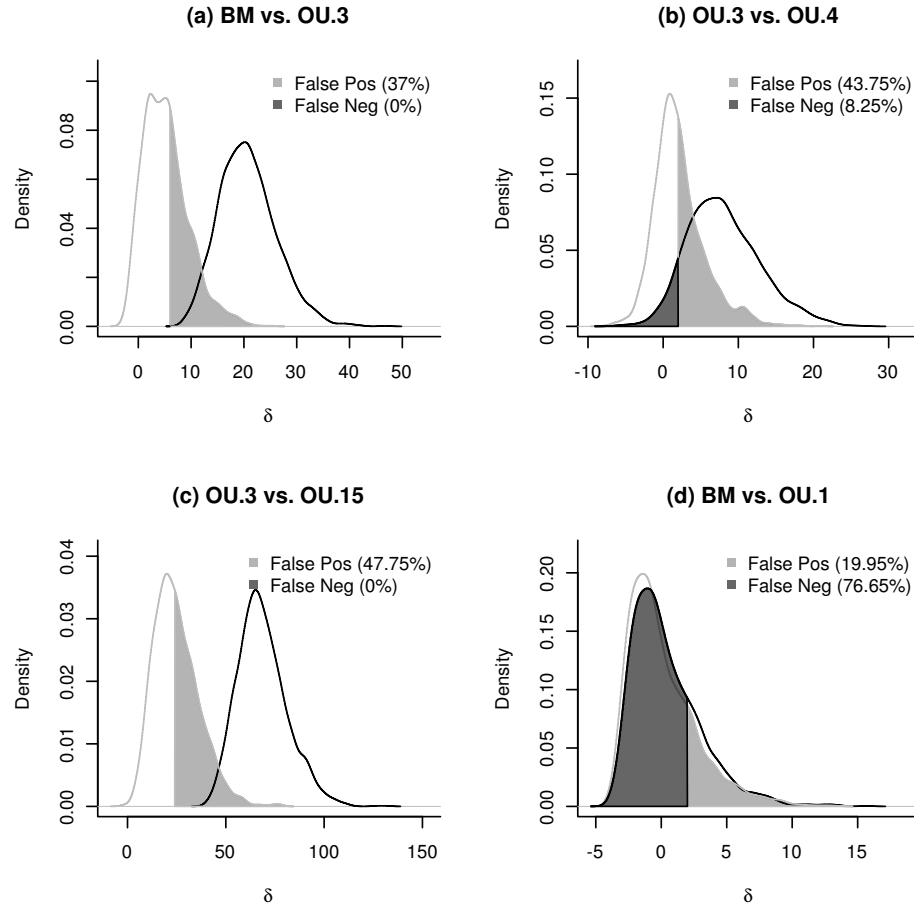 (a) BM vs. OU.3
False Pos (37%)
False Neg (0%)
Density
0.00
0.04
0.08
0 10 20 30 40 50
δ
(b) OU.3 vs. OU.4
False Pos (43.75%)
False Neg (8.25%)
Density
0.00
0.05
0.10
0.15
-10 0 10 20 30
δ
(c) OU.3 vs. OU.15
False Pos (47.75%)
False Neg (0%)
Density
0.00
0.01
0.02
0.03
0.04
0 50 100 150
δ
(d) BM vs. OU.1
False Pos (19.95%)
False Neg (76.65%)
Density
0.00
0.05
0.10
0.15
0.20
-5 0 5 10 15
δ